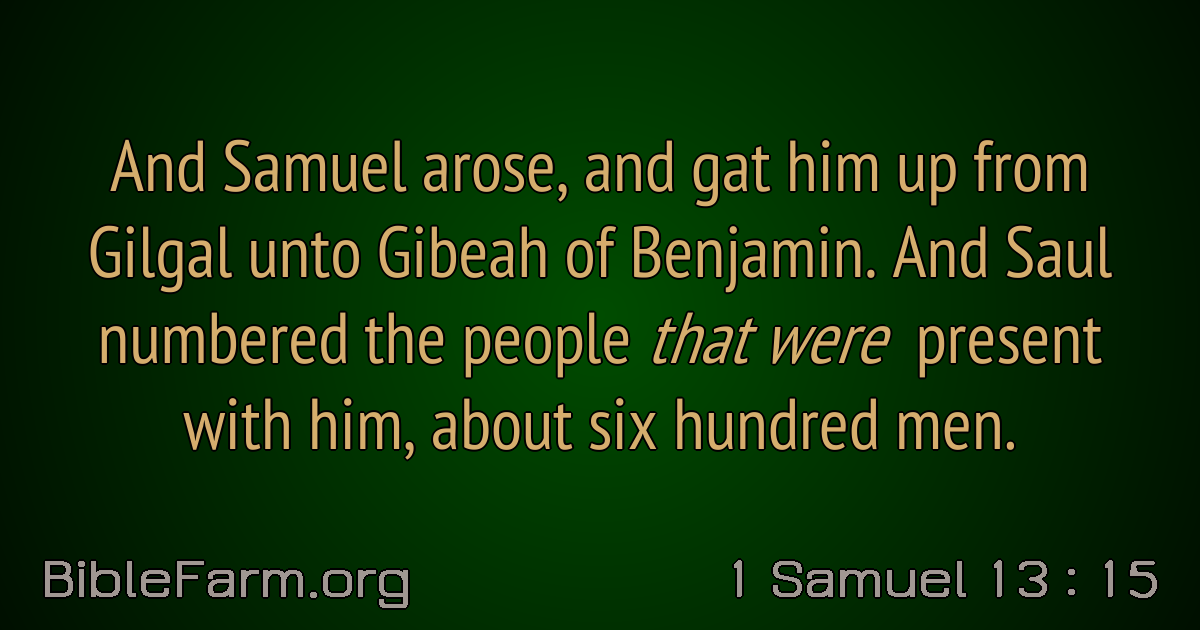 And Samuel arose, and gat him up from
Gilgal unto Gibeah of Benjamin. And Saul
numbered the people that were present
with him, about six hundred men.
BibleFarm.org
1 Samuel 13 : 15